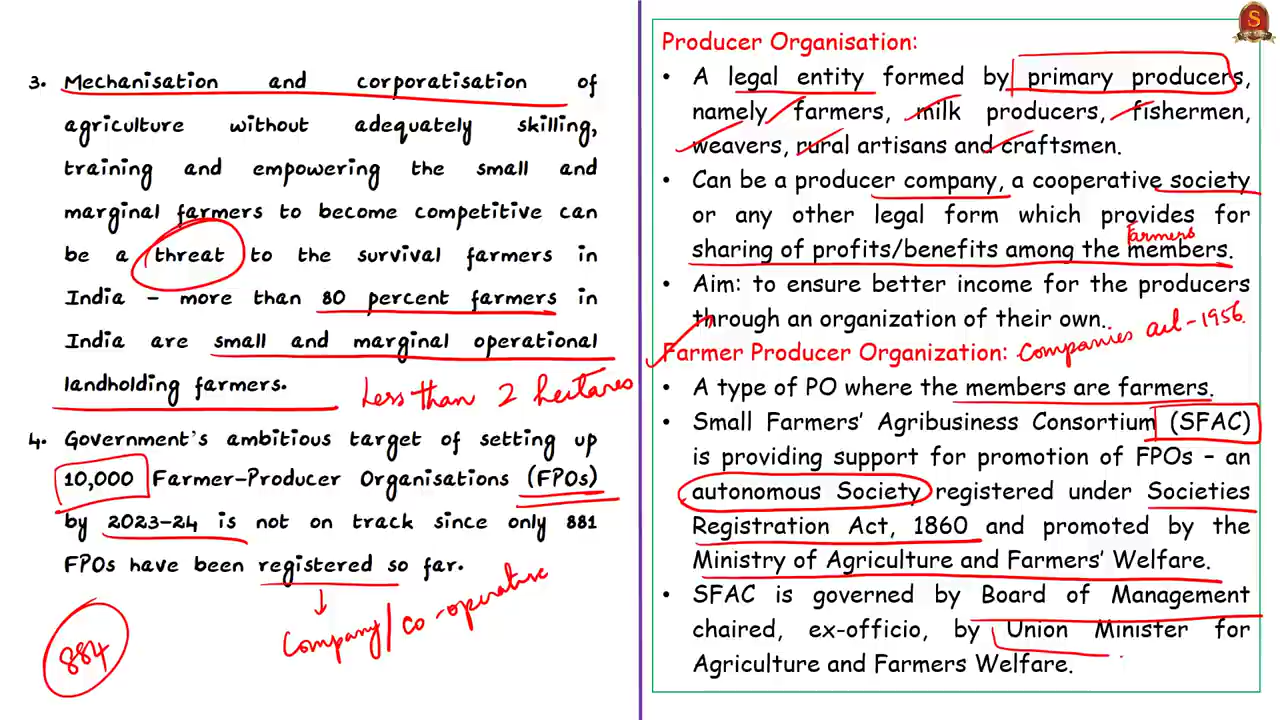 3. Mechanisation and corporatisation of
agriculture without adequately skilling,
training and empowering the small and
marginal farmers to become competitive can
be a threat to the survival farmers in
India – more than 80 percent farmers in
India are small and marginal operational
landholding farmers.
Less than 2 hectares
4. Government's ambitious target of setting up
10,000 Farmer-Producer Organisations (FPOs)
by 2023-24 is not on track since only 881
FPOs have been registered so far.
Company/ Co-operative
884
S
Producer Organisation:
• A legal entity formed by primary producers,
namely farmers, milk producers, fishermen,
weavers, rural artisans and craftsmen.
• Can be a producer company, a cooperative society
or any other legal form which provides for
farmers
sharing of profits/benefits among the members.
• Aim: to ensure better income for the producers
through an organization of their own..
Farmer Producer Organization: Companies act - 1956.
• A type of PO where the members are farmers.
• Small Farmers' Agribusiness Consortium (SFAC)
is providing support for promotion of FPOs – an
autonomous Society registered under Societies
Registration Act, 1860 and promoted by the
Ministry of Agriculture and Farmers' Welfare.
• SFAC is governed by Board of Management
chaired, ex-officio, by Union Minister for
Agriculture and Farmers Welfare.